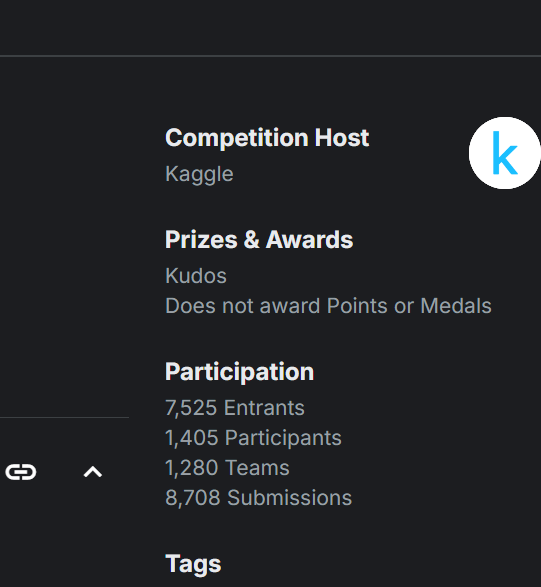 Competition Host
Kaggle
k
Prizes & Awards
Kudos
Does not award Points or Medals
Participation
7,525 Entrants
1,405 Participants
1,280 Teams
8,708 Submissions
Tags